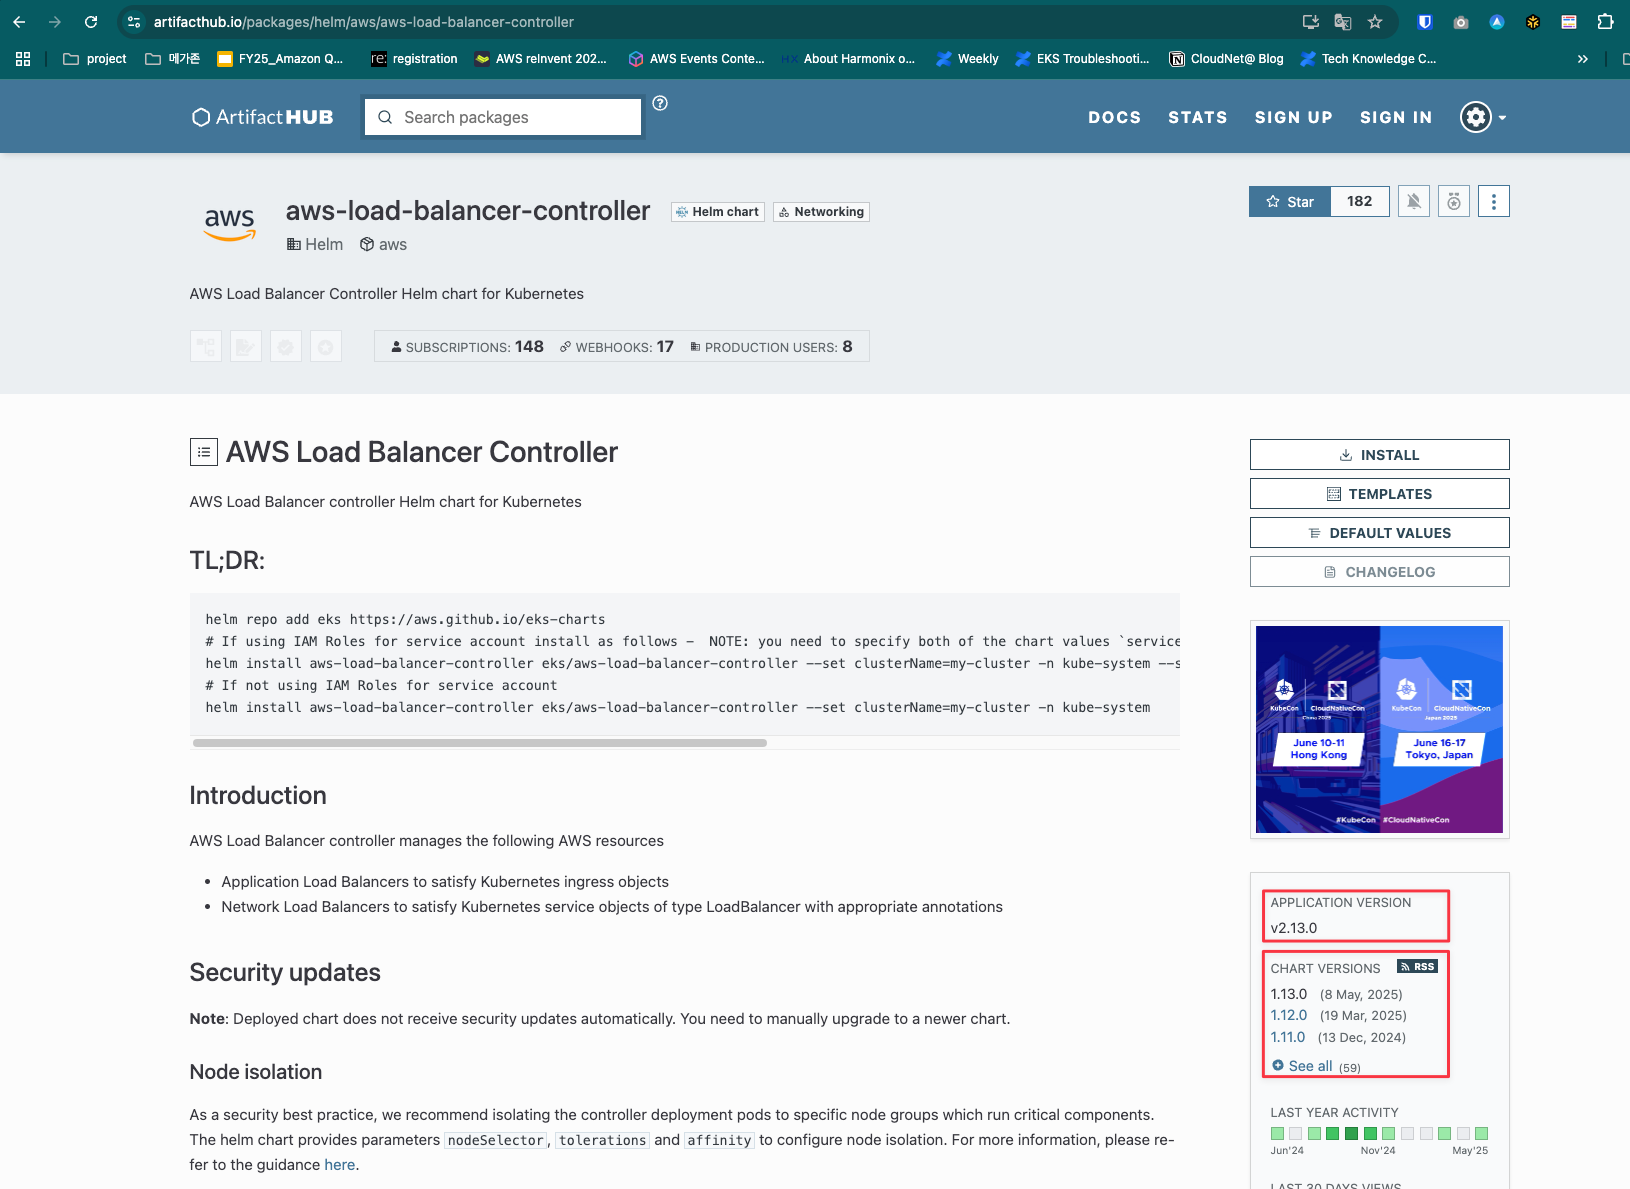 artifacthub.io/packages/helm/aws/aws-load-balancer-controller
project
메가존
FY25_Amazon Q...
re: registration
AWS reInvent 202...
AWS Events Conte...
HX About Harmonix o...
Weekly
EKS Troubleshooti...
CloudNet@ Blog
Tech Knowledge C...
Artifact HUB
Search packages
DOCS
STATS
SIGN UP
SIGN IN
aws
aws-load-balancer-controller
Helm chart
Networking
Helm
aws
Star
182
AWS Load Balancer Controller Helm chart for Kubernetes
SUBSCRIPTIONS: 148
WEBHOOKS: 17
PRODUCTION USERS: 8
AWS Load Balancer Controller
AWS Load Balancer controller Helm chart for Kubernetes
TL;DR:
helm repo add eks https://aws.github.io/eks-charts
# If using IAM Roles for service account install as follows -  NOTE: you need to specify both of the chart values `service
helm install aws-load-balancer-controller eks/aws-load-balancer-controller --set clusterName=my-cluster -n kube-system --s
# If not using IAM Roles for service account
helm install aws-load-balancer-controller eks/aws-load-balancer-controller --set clusterName=my-cluster -n kube-system
Introduction
AWS Load Balancer controller manages the following AWS resources
• Application Load Balancers to satisfy Kubernetes ingress objects
• Network Load Balancers to satisfy Kubernetes service objects of type LoadBalancer with appropriate annotations
Security updates
Note: Deployed chart does not receive security updates automatically. You need to manually upgrade to a newer chart.
Node isolation
As a security best practice, we recommend isolating the controller deployment pods to specific node groups which run critical components.
The helm chart provides parameters nodeSelector, tolerations and affinity to configure node isolation. For more information, please re-
fer to the guidance here.
INSTALL
TEMPLATES
DEFAULT VALUES
CHANGELOG
KubeCon
CloudNativeCon
China 2025
KubeCon
CloudNativeCon
Japan 2025
June 10-11
Hong Kong
June 16-17
Tokyo, Japan
#KubeCon #CloudNativeCon
APPLICATION VERSION
v2.13.0
CHART VERSIONS
RSS
1.13.0 (8 May, 2025)
1.12.0 (19 Mar, 2025)
1.11.0 (13 Dec, 2024)
See all (59)
LAST YEAR ACTIVITY
Jun'24
Nov'24
May'25
LAST 30 DAYS VIEWS